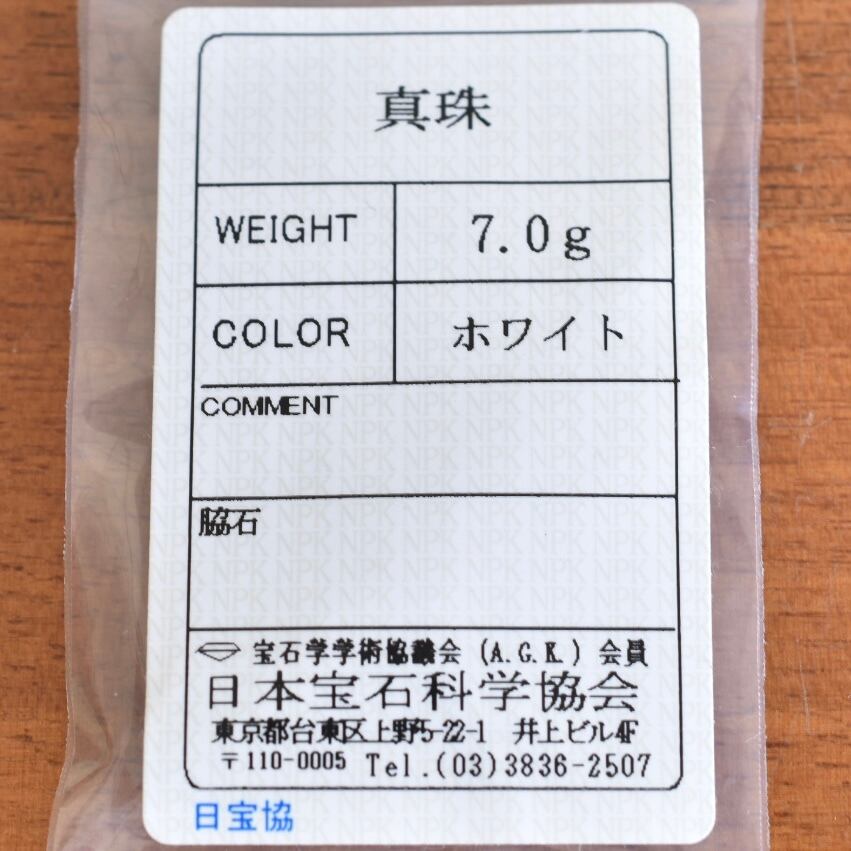 真珠
WEIGHT 7.0g
COLOR ホワイト
COMMENT
脇石
宝石学学術協議会 (A.G.K.) 会員
日本宝石科学協会
東京都台東区上野5-22-1 井上ビル4F
〒110-0005 Tel.(03)3836-2507
日宝協